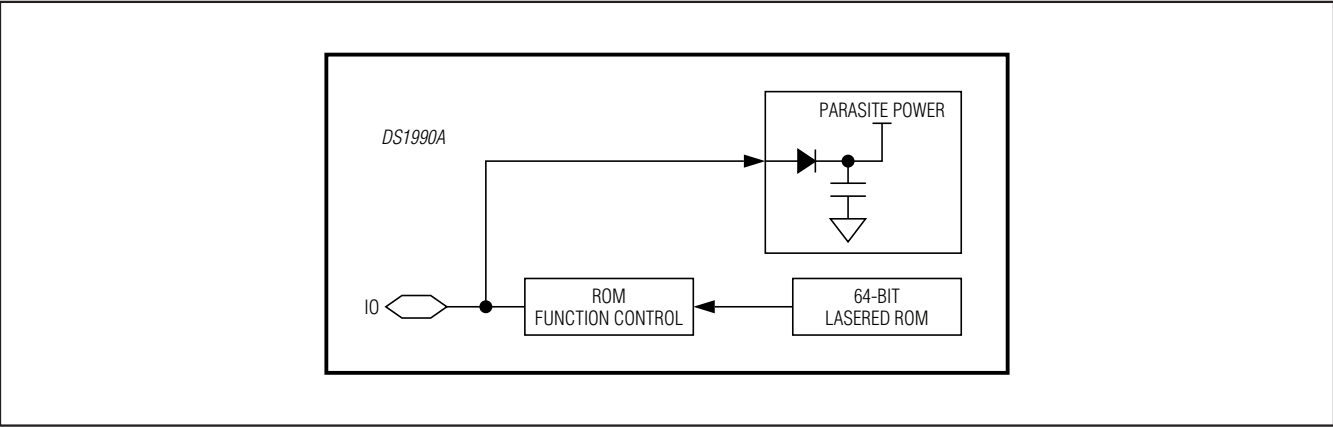 PARASITE POWER
DS1990A
IO
ROM
FUNCTION CONTROL
64-BIT
LASERED ROM